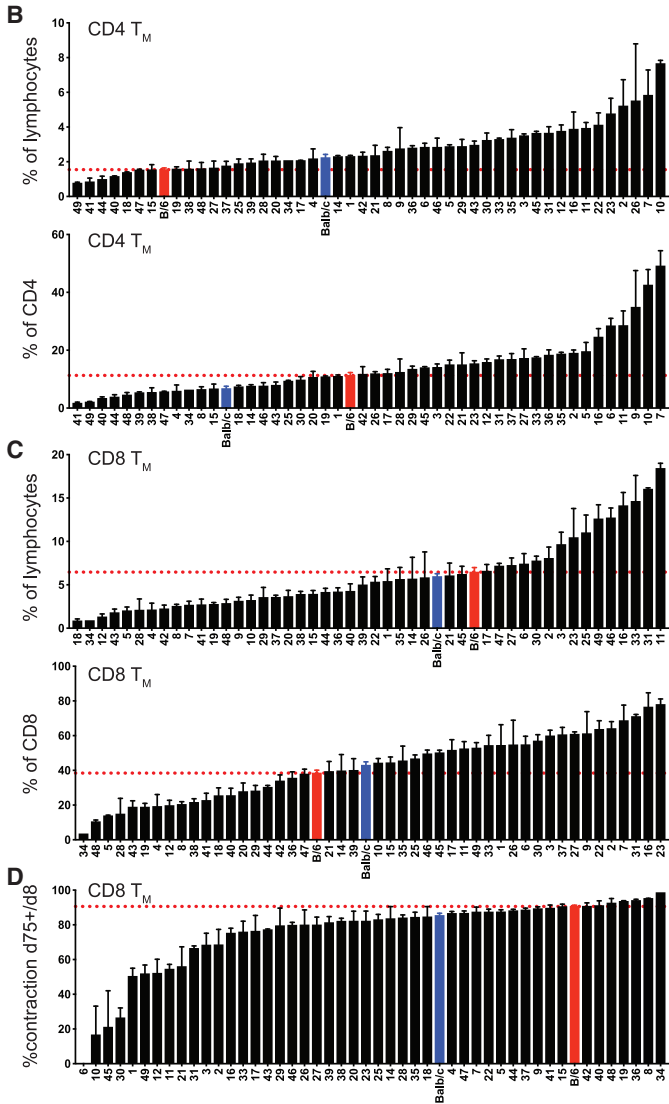 B
CD4 TM
% of lymphocytes
10
8
6
4
2
0
49 41 44 40 18 47 15 B/6 19 38 48 27 37 25 39 28 20 34 17 4 Balb/c 14 1 42 21 8 9 36 6 46 5 29 43 30 33 35 3 45 31 12 16 11 22 23 2 26 7 10
CD4 TM
% of CD4
60
40
20
0
41 49 40 44 48 39 38 47 4 34 8 15 Balb/c 18 14 46 43 25 30 20 19 1 B/6 42 26 17 28 29 45 3 22 21 23 12 31 37 27 33 36 35 2 5 16 6 11 9 10 7
C
CD8 TM
% of lymphocytes
20
15
10
5
0
18 34 12 43 5 28 4 42 8 7 41 19 48 9 10 29 37 20 38 15 44 36 40 39 22 1 35 14 26 Balb/c 21 45 B/6 17 47 27 6 30 2 3 23 25 49 46 16 33 31 11
CD8 TM
% of CD8
100
80
60
40
20
0
34 48 5 28 43 19 4 12 8 38 41 18 40 20 29 44 42 36 47 B/6 21 14 39 Balb/c 10 15 35 25 46 45 17 11 49 33 1 26 6 30 3 37 27 9 22 2 7 31 16 23
D
CD8 TM
%contraction d75+/d8
100
80
60
40
20
0
6 10 45 30 1 49 12 11 21 31 3 2 16 33 17 43 29 46 26 27 39 38 20 23 25 14 28 35 18 Balb/c 4 47 7 22 5 44 37 9 41 15 B/6 42 40 48 19 36 8 34